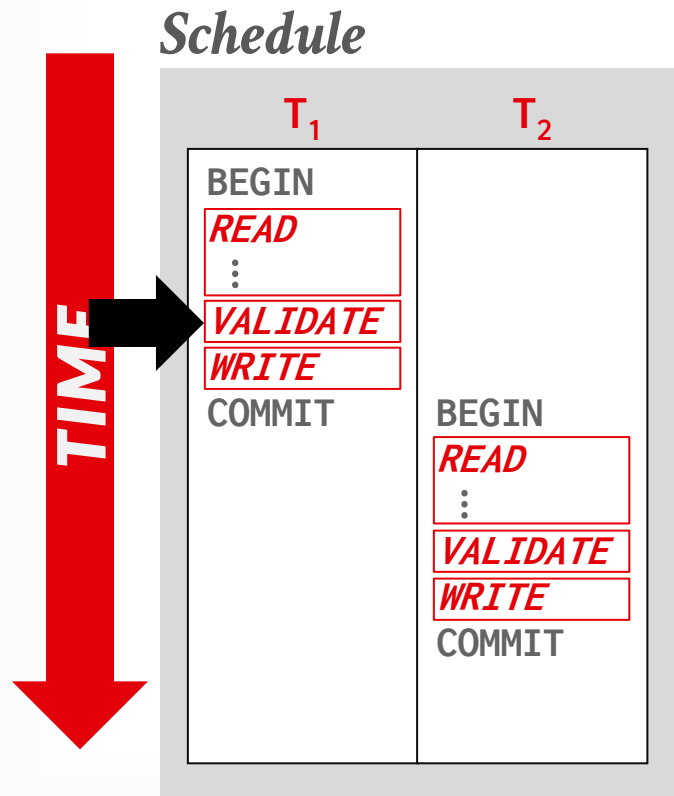 Schedule
TIME
T1 T2
BEGIN
READ
⋮
VALIDATE
WRITE
COMMIT BEGIN
READ
⋮
VALIDATE
WRITE
COMMIT